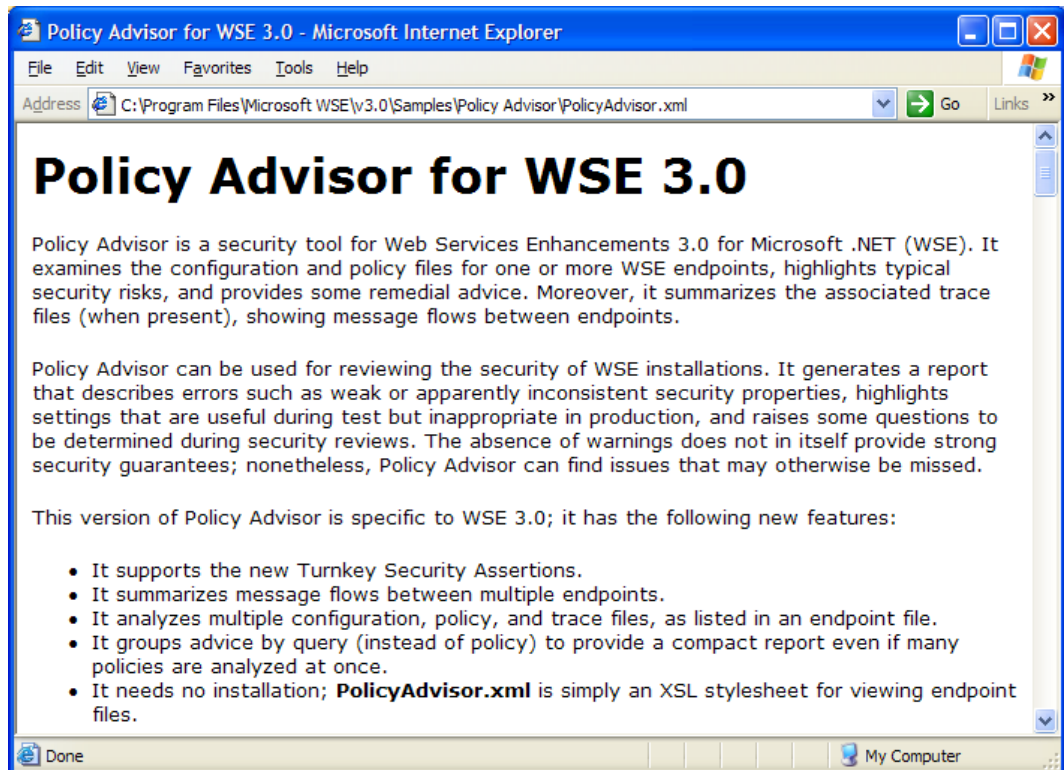 Policy Advisor for WSE 3.0 - Microsoft Internet Explorer
File Edit View Favorites Tools Help
Address C:\Program Files\Microsoft WSE\v3.0\Samples\Policy Advisor\PolicyAdvisor.xml Go Links »
Policy Advisor for WSE 3.0
Policy Advisor is a security tool for Web Services Enhancements 3.0 for Microsoft .NET (WSE). It
examines the configuration and policy files for one or more WSE endpoints, highlights typical
security risks, and provides some remedial advice. Moreover, it summarizes the associated trace
files (when present), showing message flows between endpoints.
Policy Advisor can be used for reviewing the security of WSE installations. It generates a report
that describes errors such as weak or apparently inconsistent security properties, highlights
settings that are useful during test but inappropriate in production, and raises some questions to
be determined during security reviews. The absence of warnings does not in itself provide strong
security guarantees; nonetheless, Policy Advisor can find issues that may otherwise be missed.
This version of Policy Advisor is specific to WSE 3.0; it has the following new features:
• It supports the new Turnkey Security Assertions.
• It summarizes message flows between multiple endpoints.
• It analyzes multiple configuration, policy, and trace files, as listed in an endpoint file.
• It groups advice by query (instead of policy) to provide a compact report even if many
policies are analyzed at once.
• It needs no installation; PolicyAdvisor.xml is simply an XSL stylesheet for viewing endpoint
files.
Done My Computer